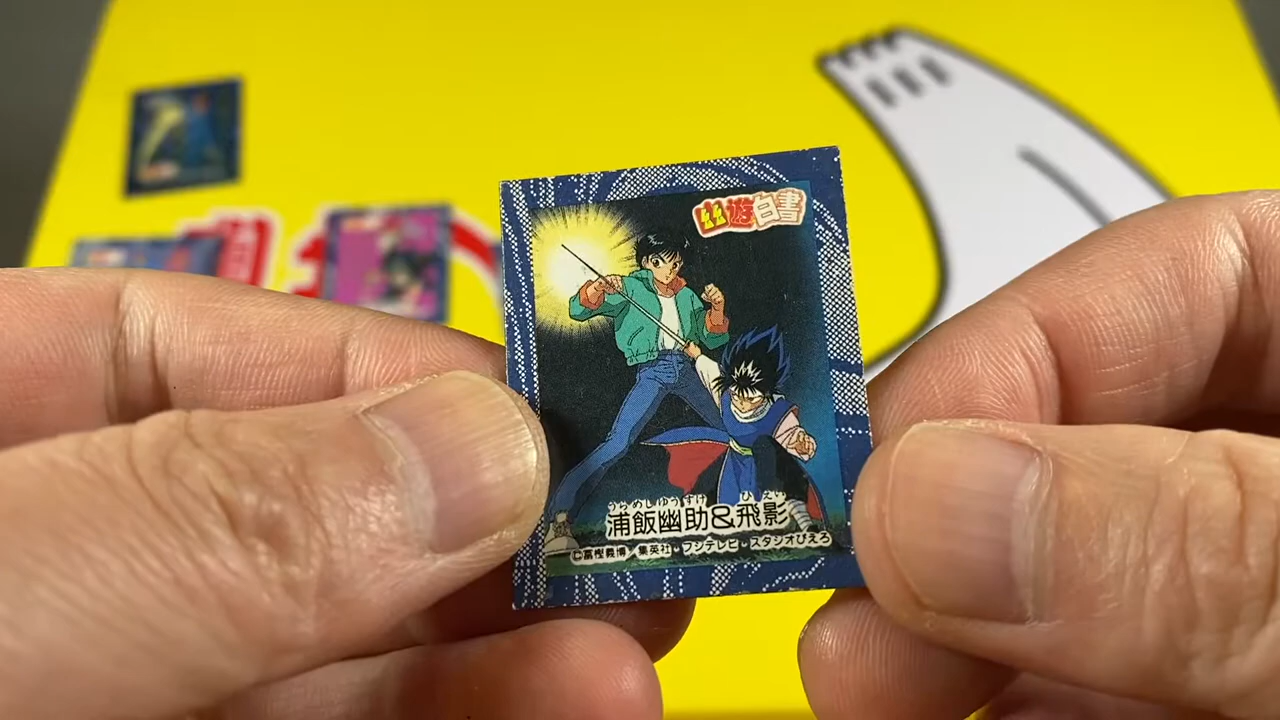 幽遊白書
うらめしゆうすけ ひえい
浦飯幽助&飛影
©冨樫義博 集英社・フジテレビ・スタジオぴえろ